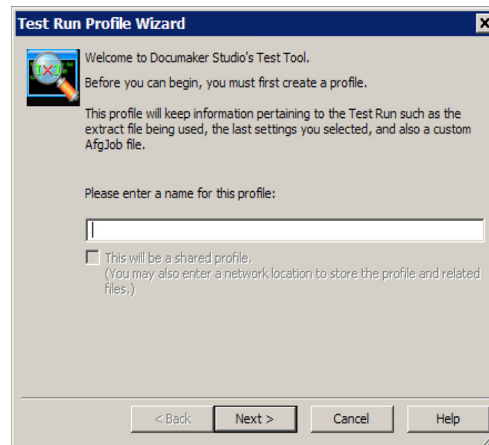 Test Run Profile Wizard
Welcome to Documaker Studio's Test Tool.
Before you can begin, you must first create a profile.
This profile will keep information pertaining to the Test Run such as the
extract file being used, the last settings you selected, and also a custom
AfgJob file.
Please enter a name for this profile:
This will be a shared profile.
(You may also enter a network location to store the profile and related
files.)
< Back
Next >
Cancel
Help